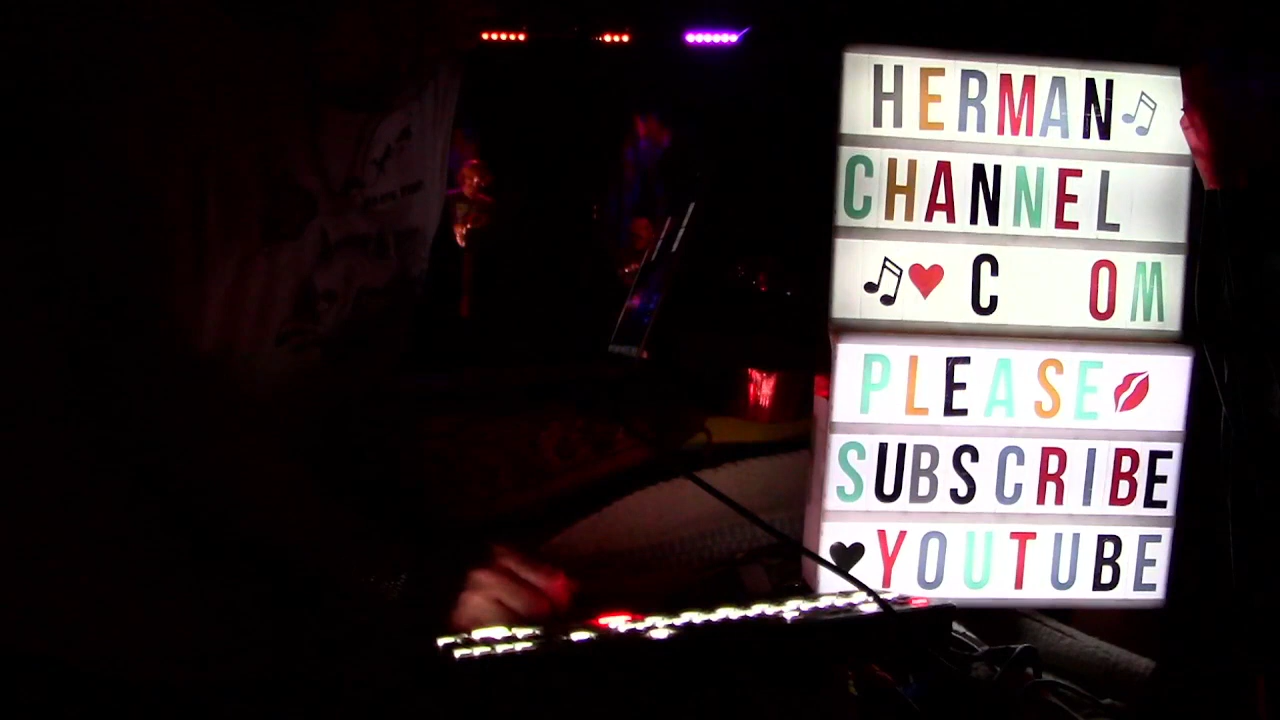 HERMAN🎵
CHANNEL
🎵♥C OM
PLEASE💋
SUBSCRIBE
♥YOUTUBE